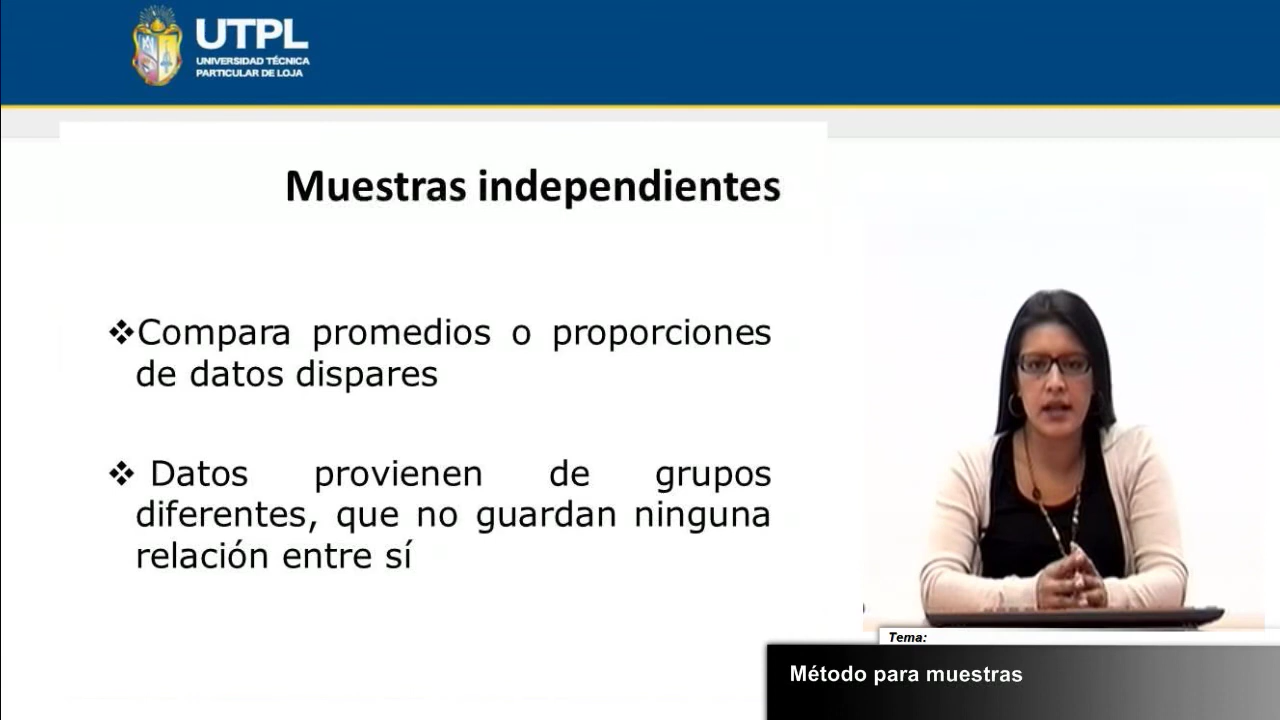 UTPL
UNIVERSIDAD TÉCNICA
PARTICULAR DE LOJA
Muestras independientes
❖Compara promedios o proporciones
de datos dispares
❖ Datos provienen de grupos
diferentes, que no guardan ninguna
relación entre sí
Tema:
Método para muestras